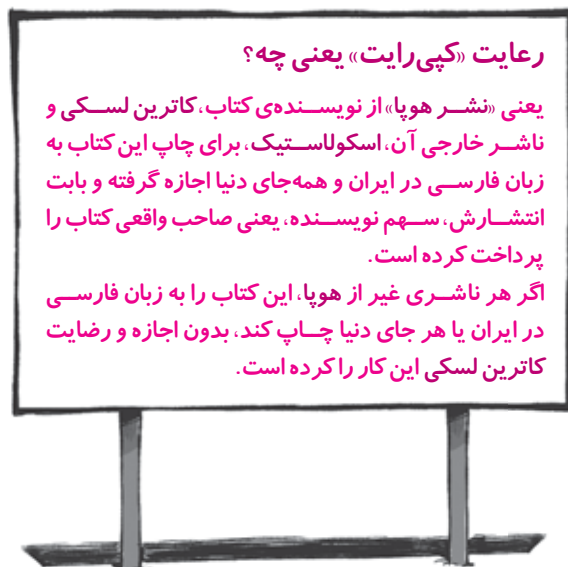 رعایت «کپی‌رایت» یعنی چه؟
یعنی «نشر هوپا» از نویسنده‌ی کتاب، کاترین لسکی و
ناشر خارجی آن، اسکولاستیک، برای چاپ این کتاب به
زبان فارسی در ایران و همه‌جای دنیا اجازه گرفته و بابت
انتشارش، سهم نویسنده، یعنی صاحب واقعی کتاب را
پرداخت کرده است.
اگر هر ناشری غیر از هوپا، این کتاب را به زبان فارسی
در ایران یا هر جای دنیا چاپ کند، بدون اجازه و رضایت
کاترین لسکی این کار را کرده است.